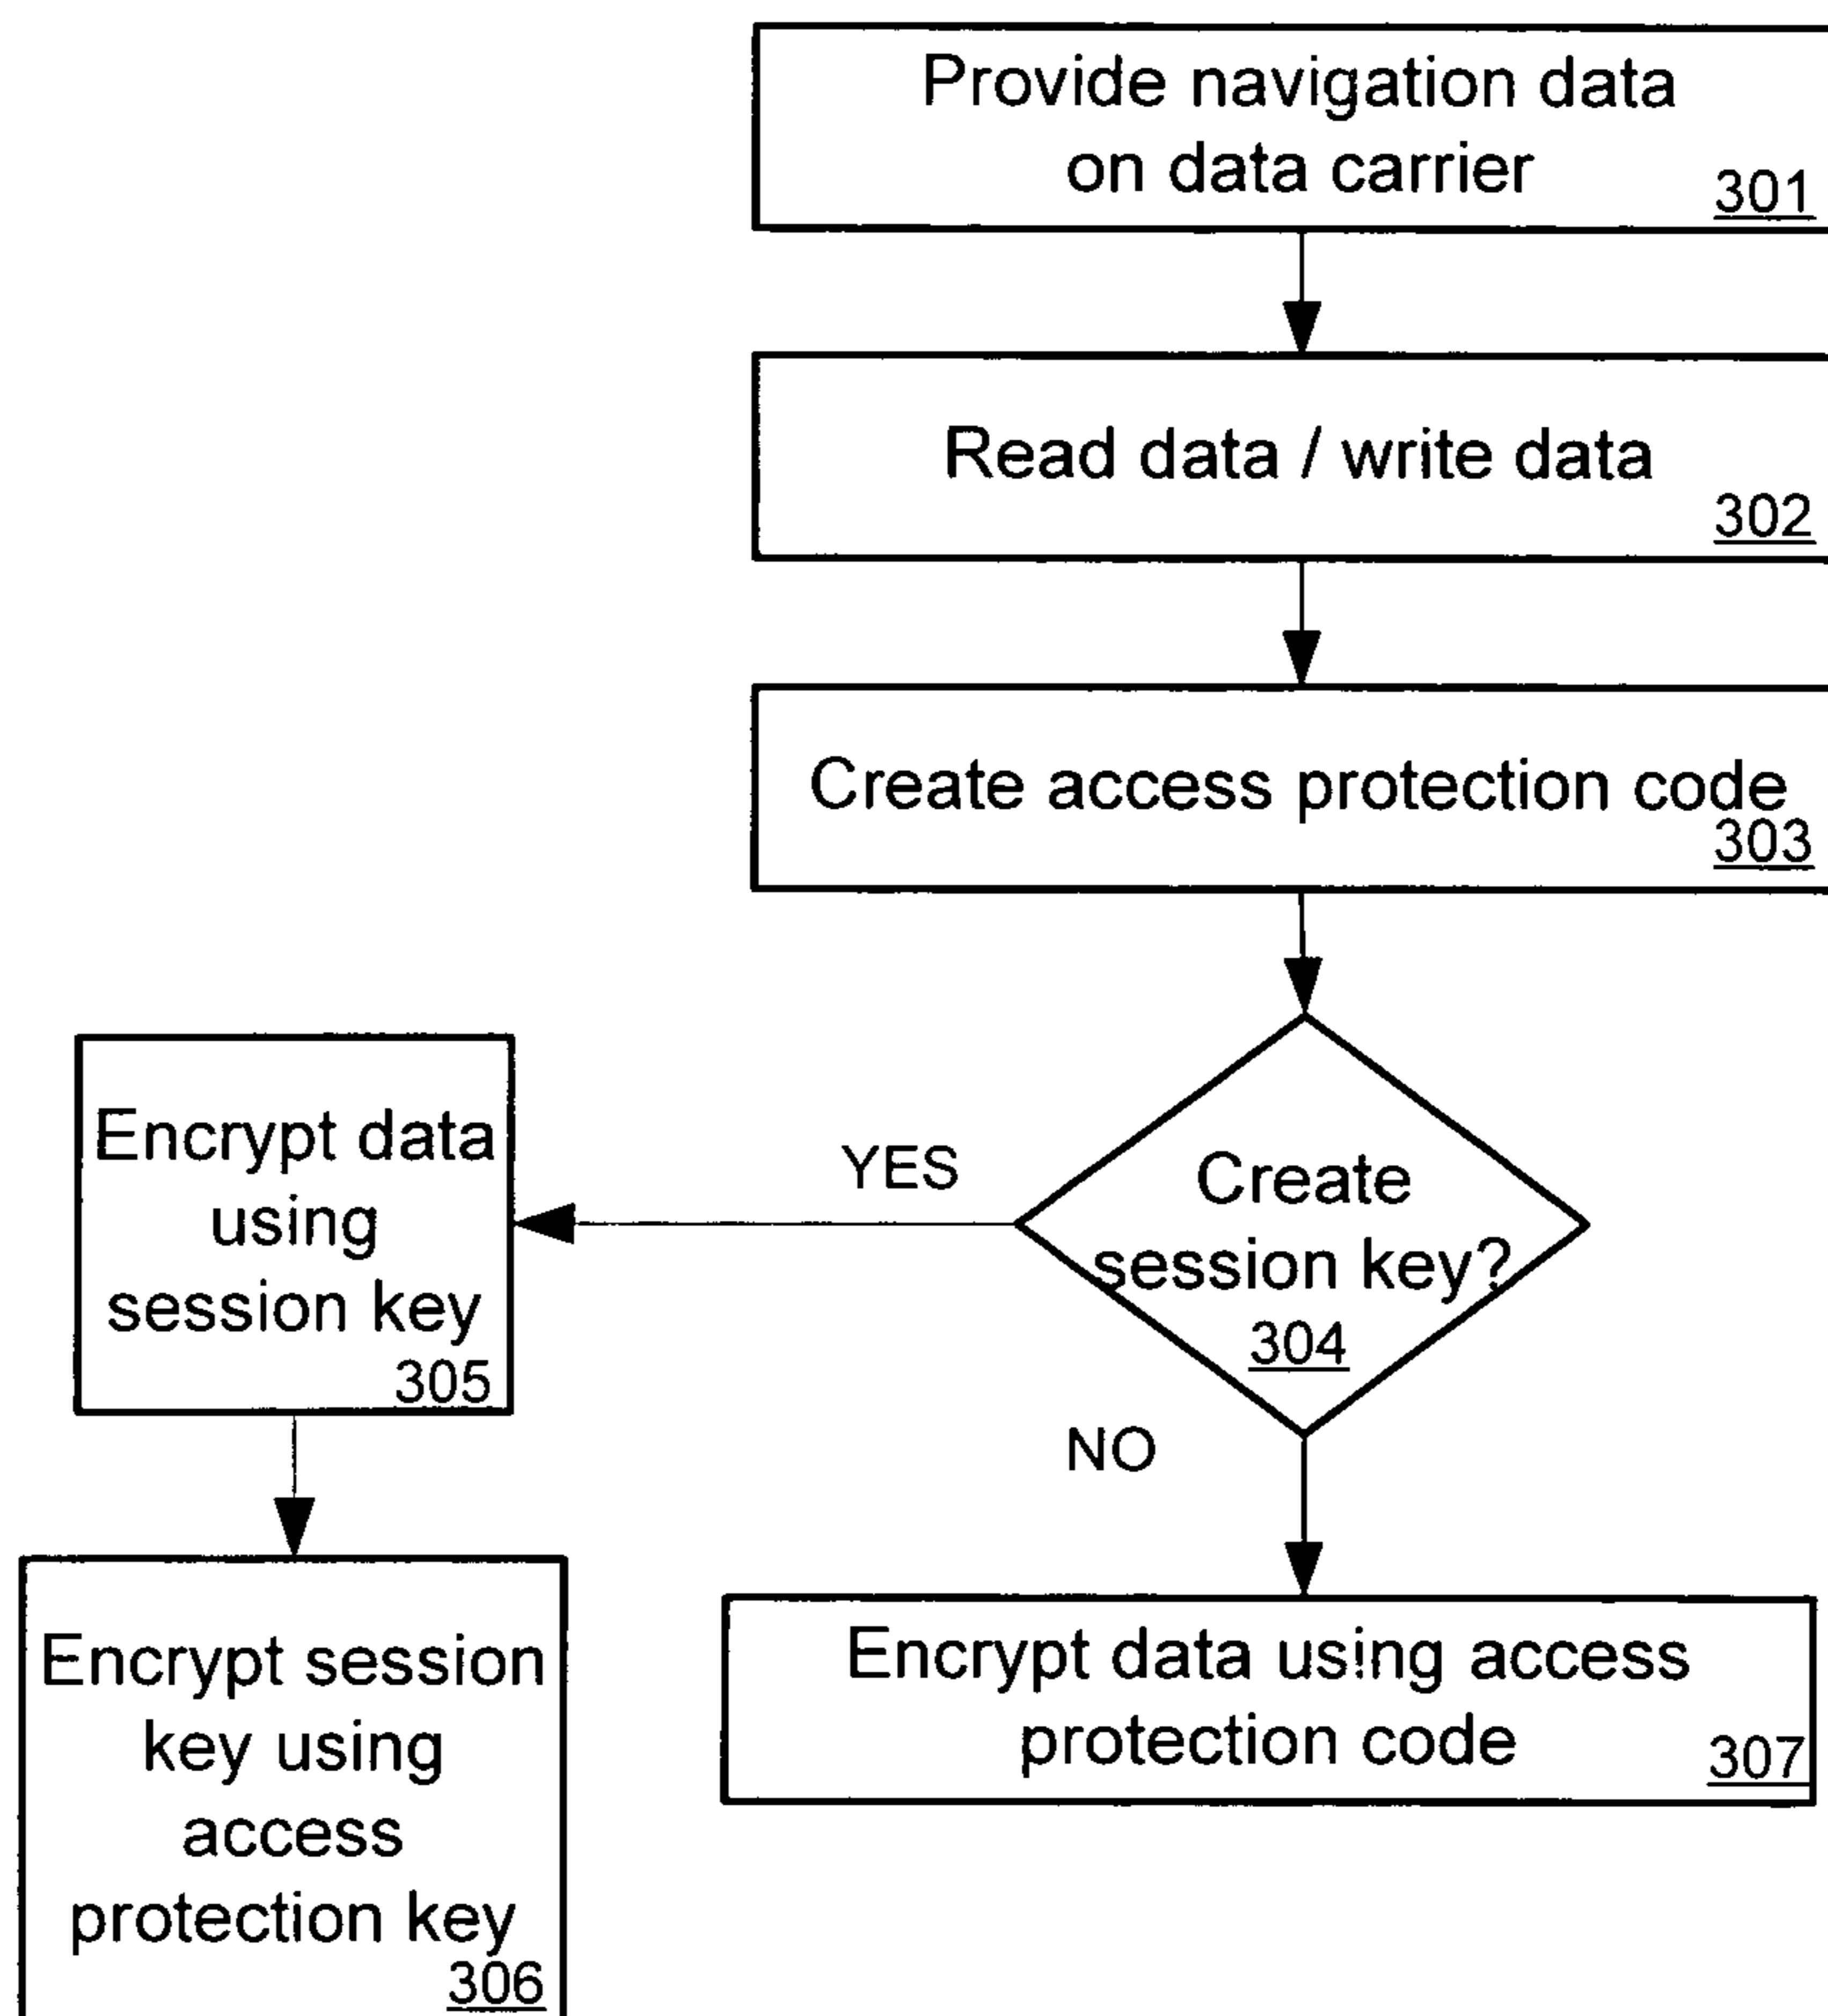 Provide navigation data
on data carrier
301
Read data / write data
302
Create access protection code
303
Create
session key?
304
YES
NO
Encrypt data
using
session key
305
Encrypt session
key using
access
protection key
306
Encrypt data using access
protection code
307